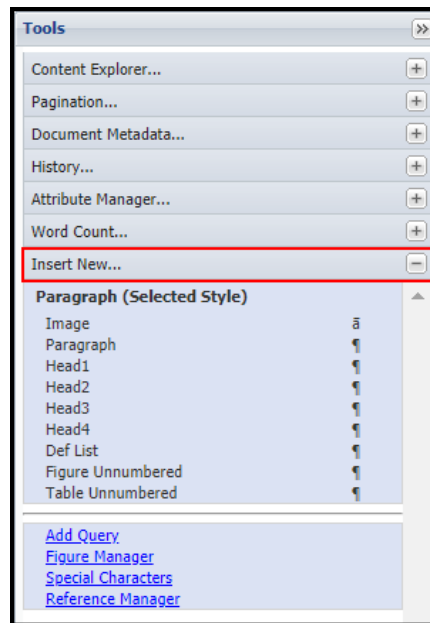 Tools »
Content Explorer... +
Pagination... +
Document Metadata... +
History... +
Attribute Manager... +
Word Count... +
Insert New... −
Paragraph (Selected Style)
Image ā
Paragraph ¶
Head1 ¶
Head2 ¶
Head3 ¶
Head4 ¶
Def List ¶
Figure Unnumbered ¶
Table Unnumbered ¶
Add Query
Figure Manager
Special Characters
Reference Manager